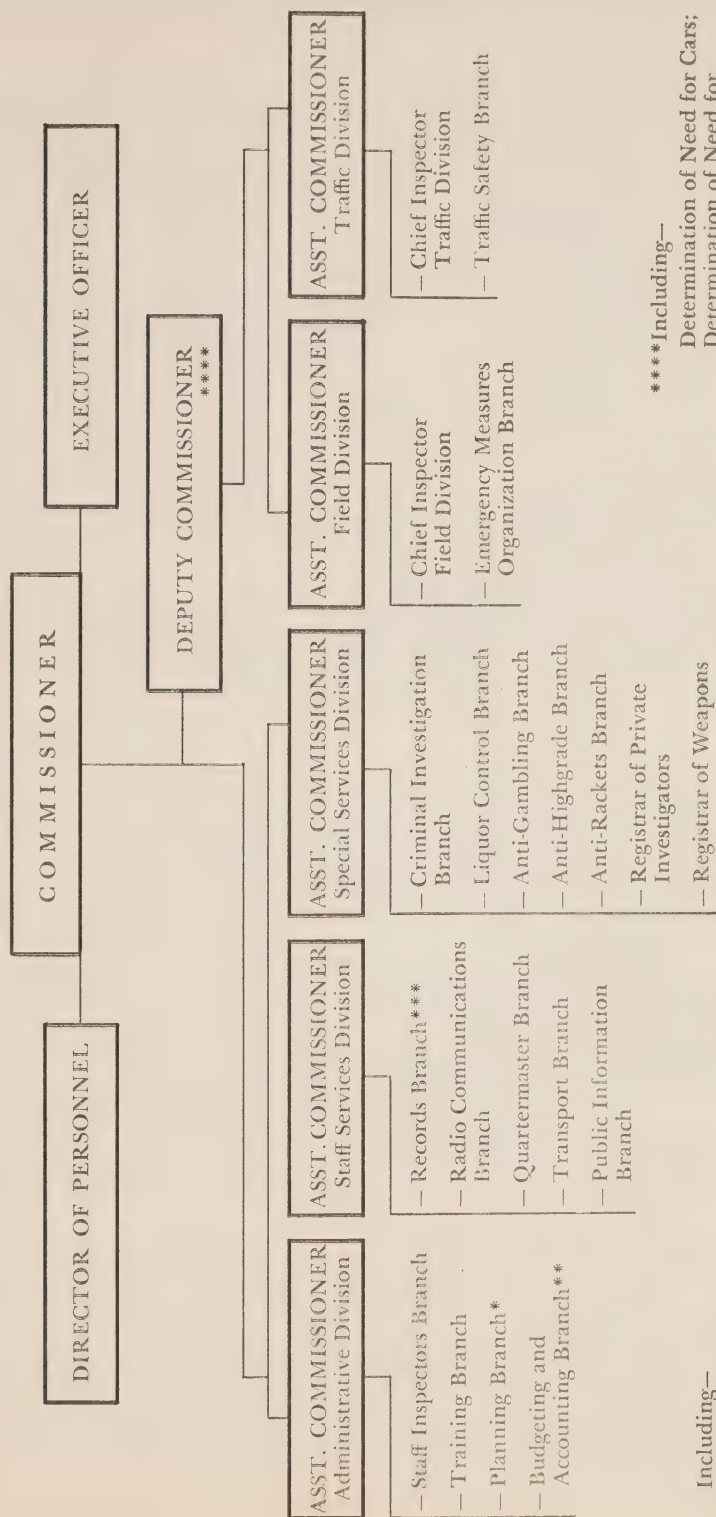 COMMISSIONER
DIRECTOR OF PERSONNEL
EXECUTIVE OFFICER
DEPUTY COMMISSIONER
****
ASST. COMMISSIONER
Administrative Division
— Staff Inspectors Branch
— Training Branch
— Planning Branch*
— Budgeting and
Accounting Branch**
ASST. COMMISSIONER
Staff Services Division
— Records Branch***
— Radio Communications
Branch
— Quartermaster Branch
— Transport Branch
— Public Information
Branch
ASST. COMMISSIONER
Special Services Division
— Criminal Investigation
Branch
— Liquor Control Branch
— Anti-Gambling Branch
— Anti-Highgrade Branch
— Anti-Rackets Branch
— Registrar of Private
Investigators
— Registrar of Weapons
ASST. COMMISSIONER
Field Division
— Chief Inspector
Field Division
— Emergency Measures
Organization Branch
ASST. COMMISSIONER
Traffic Division
— Chief Inspector
Traffic Division
— Traffic Safety Branch
Including—
****Including—
Determination of Need for Cars;
Determination of Need for